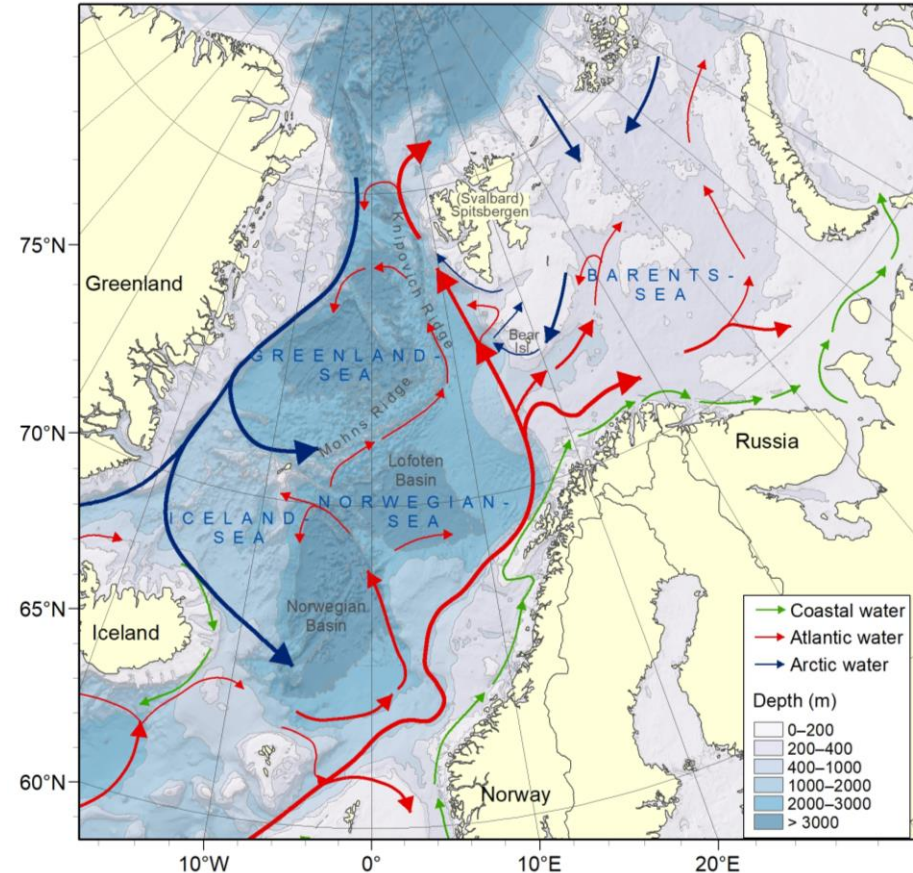 75°N
70°N
65°N
60°N
10°W
0°
10°E
20°E
Greenland
(Svalbard)
Spitsbergen
Knipovich Ridge
BARENTS-
SEA
Bear
Isl.
GREENLAND-
SEA
Mohns Ridge
Lofoten
Basin
NORWEGIAN-
SEA
ICELAND-
SEA
Norwegian
Basin
Iceland
Russia
Norway
Coastal water
Atlantic water
Arctic water
Depth (m)
0–200
200–400
400–1000
1000–2000
2000–3000
> 3000